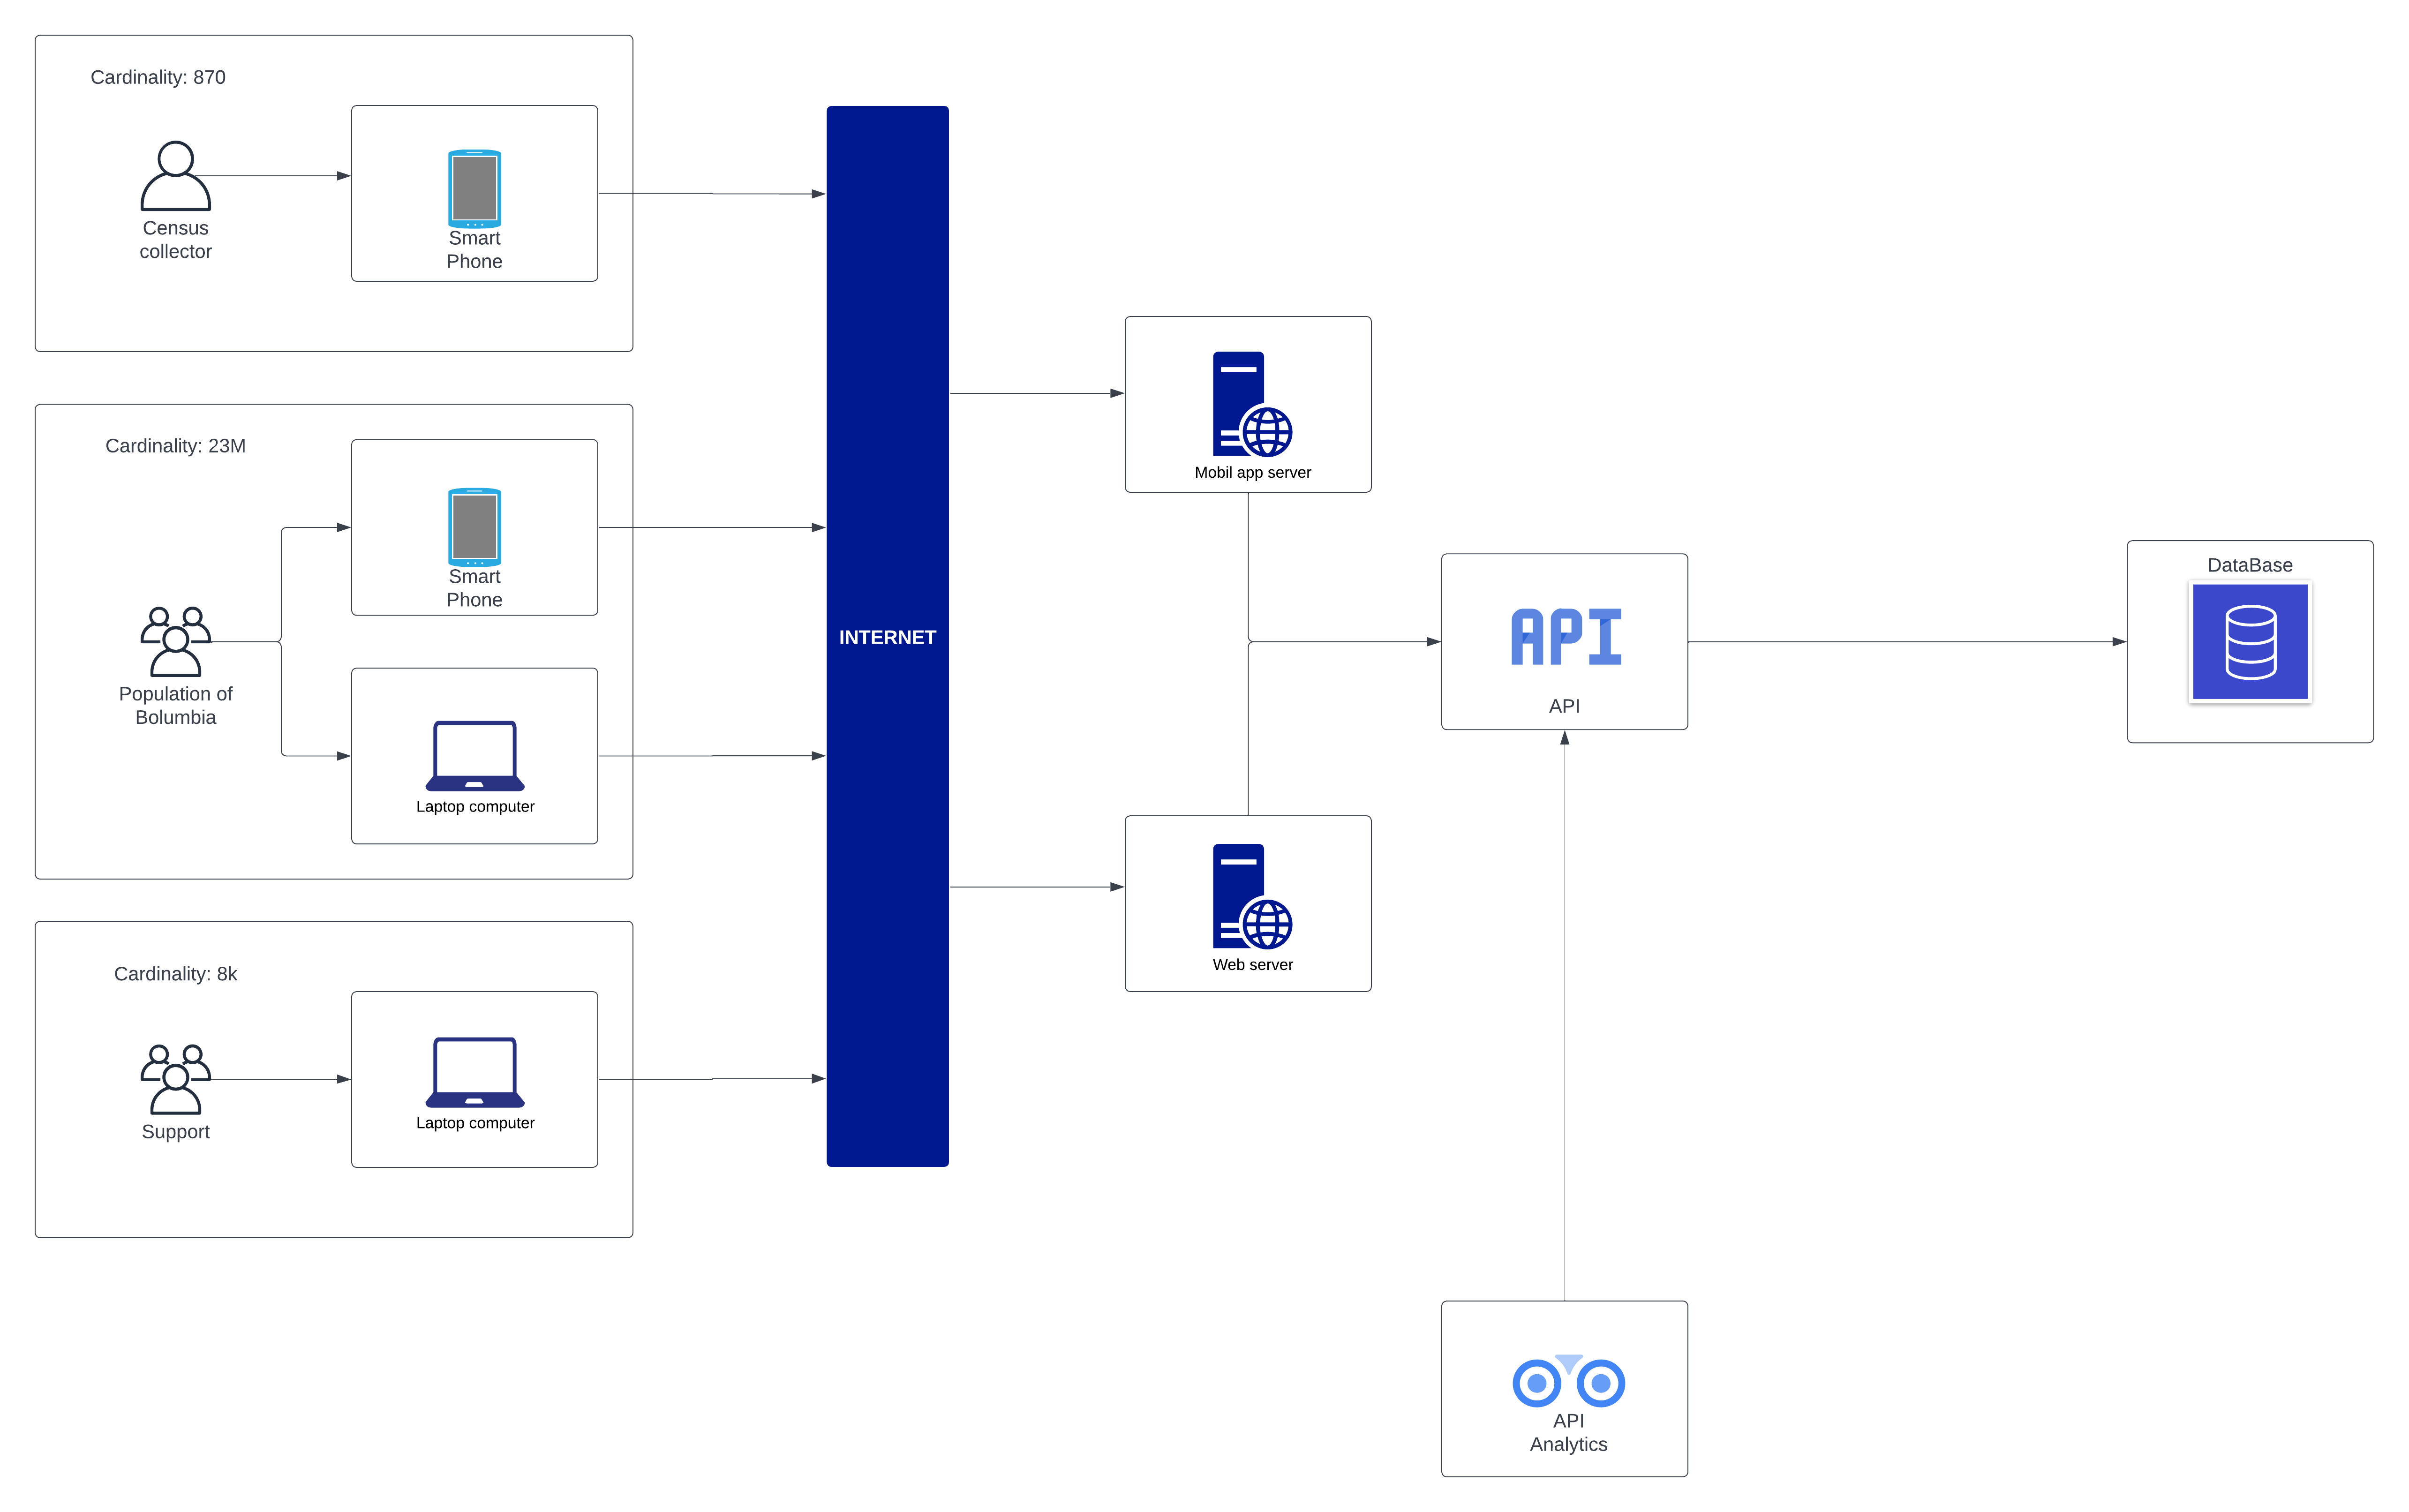 Cardinality: 870
Census
collector
Smart
Phone
Cardinality: 23M
Population of
Bolumbia
Smart
Phone
Laptop computer
Cardinality: 8k
Support
Laptop computer
INTERNET
Mobil app server
Web server
API
API
DataBase
API
Analytics